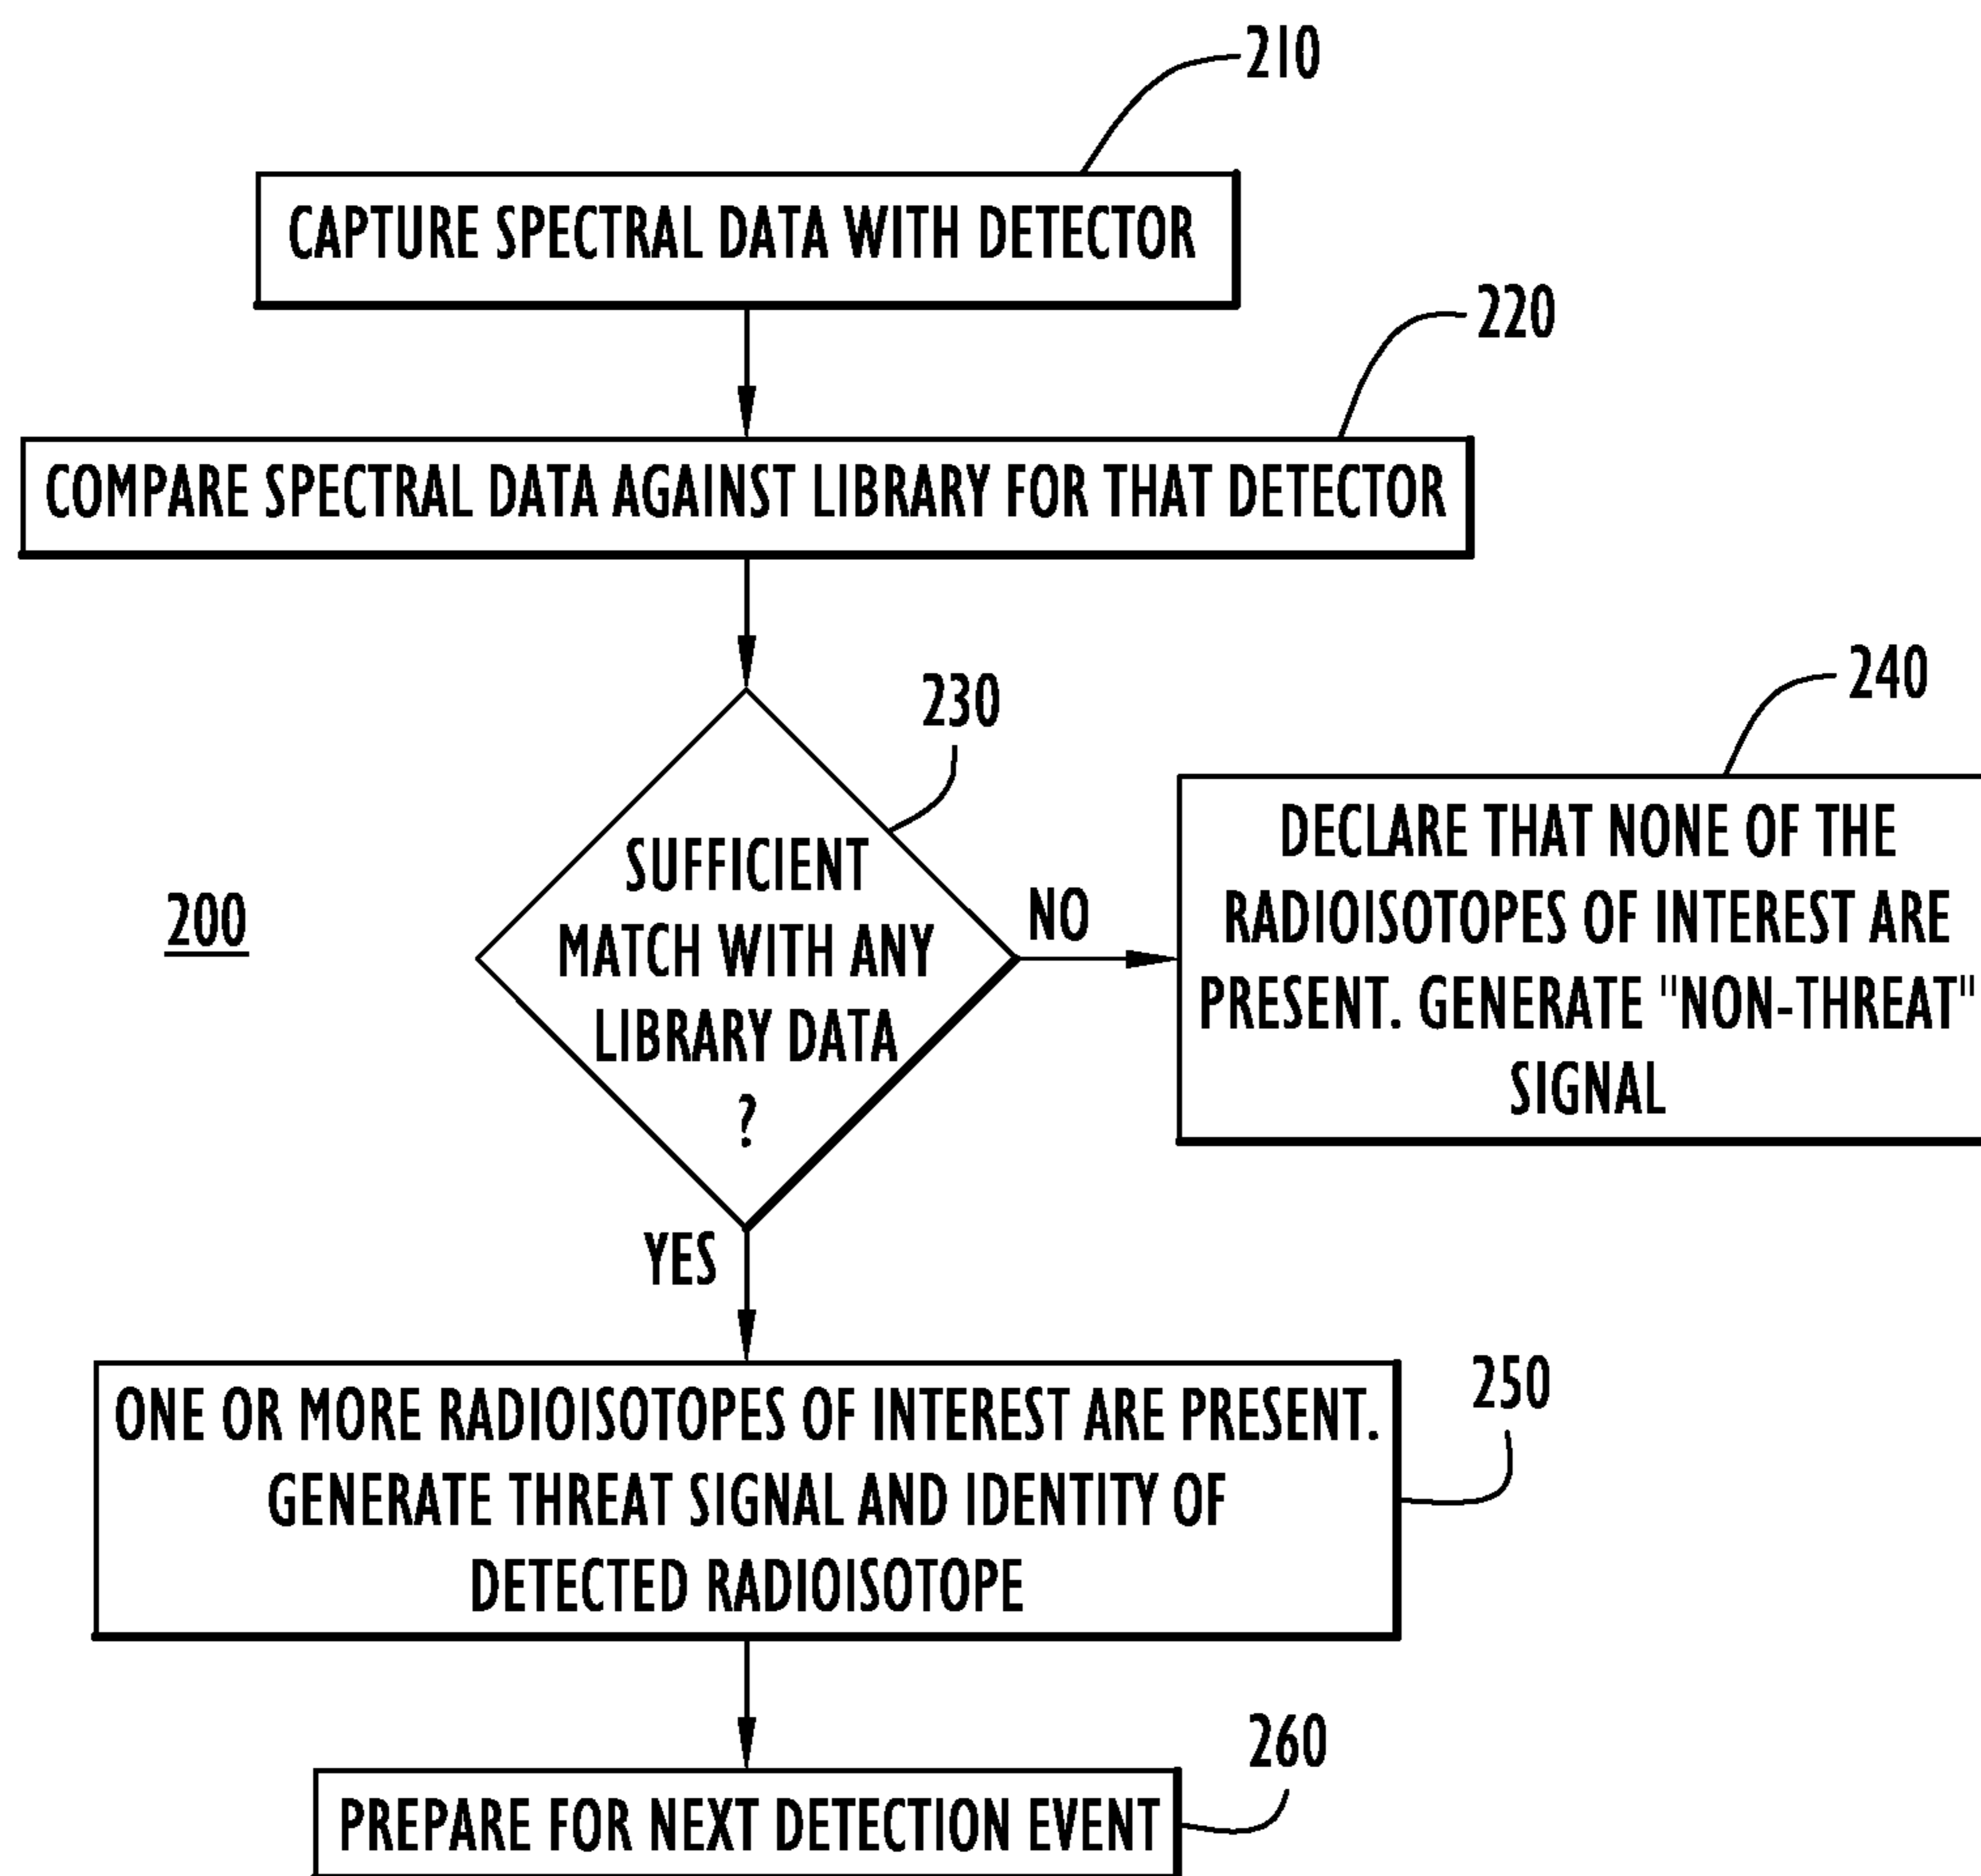 210
CAPTURE SPECTRAL DATA WITH DETECTOR
220
COMPARE SPECTRAL DATA AGAINST LIBRARY FOR THAT DETECTOR
230
240
SUFFICIENT
MATCH WITH ANY
LIBRARY DATA
?
NO
DECLARE THAT NONE OF THE
RADIOISOTOPES OF INTEREST ARE
PRESENT. GENERATE "NON-THREAT"
SIGNAL
200
YES
ONE OR MORE RADIOISOTOPES OF INTEREST ARE PRESENT.
GENERATE THREAT SIGNAL AND IDENTITY OF
DETECTED RADIOISOTOPE
250
260
PREPARE FOR NEXT DETECTION EVENT